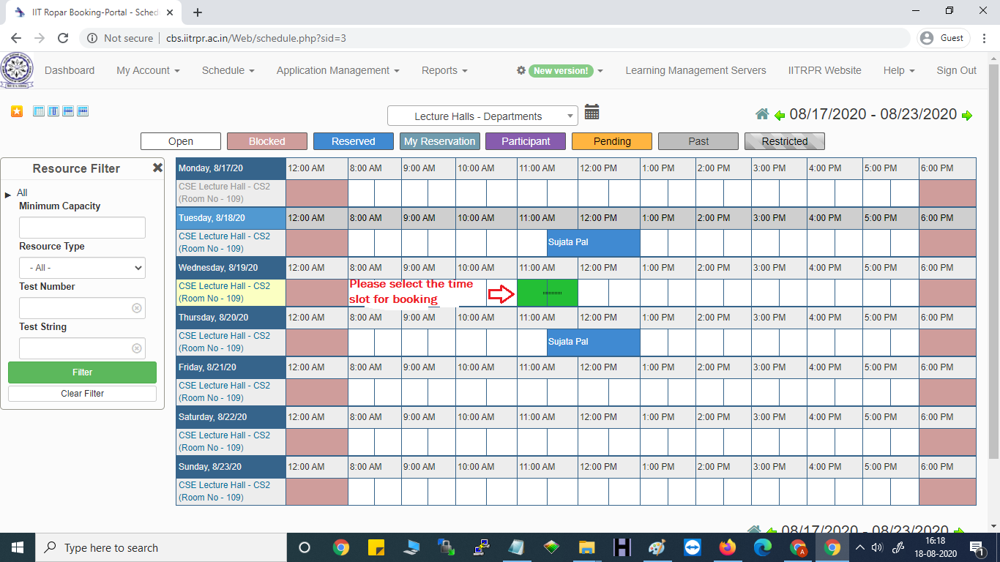 IIT Ropar Booking-Portal - Sched
Not secure | cbs.iitrpr.ac.in/Web/schedule.php?sid=3
Guest
Dashboard My Account Schedule Application Management Reports New version! Learning Management Servers IITRPR Website Help Sign Out
Lecture Halls - Departments
08/17/2020 - 08/23/2020
Open Blocked Reserved My Reservation Participant Pending Past Restricted
Resource Filter
All
Minimum Capacity
Resource Type
- All -
Test Number
Test String
Filter
Clear Filter
Monday, 8/17/20 12:00 AM 8:00 AM 9:00 AM 10:00 AM 11:00 AM 12:00 PM 1:00 PM 2:00 PM 3:00 PM 4:00 PM 5:00 PM 6:00 PM
CSE Lecture Hall - CS2
(Room No - 109)
Tuesday, 8/18/20 12:00 AM 8:00 AM 9:00 AM 10:00 AM 11:00 AM 12:00 PM 1:00 PM 2:00 PM 3:00 PM 4:00 PM 5:00 PM 6:00 PM
CSE Lecture Hall - CS2
(Room No - 109)
Sujata Pal
Wednesday, 8/19/20 12:00 AM 8:00 AM 9:00 AM 10:00 AM 11:00 AM 12:00 PM 1:00 PM 2:00 PM 3:00 PM 4:00 PM 5:00 PM 6:00 PM
CSE Lecture Hall - CS2
(Room No - 109)
Please select the time
slot for booking
Thursday, 8/20/20 12:00 AM 8:00 AM 9:00 AM 10:00 AM 11:00 AM 12:00 PM 1:00 PM 2:00 PM 3:00 PM 4:00 PM 5:00 PM 6:00 PM
CSE Lecture Hall - CS2
(Room No - 109)
Sujata Pal
Friday, 8/21/20 12:00 AM 8:00 AM 9:00 AM 10:00 AM 11:00 AM 12:00 PM 1:00 PM 2:00 PM 3:00 PM 4:00 PM 5:00 PM 6:00 PM
CSE Lecture Hall - CS2
(Room No - 109)
Saturday, 8/22/20 12:00 AM 8:00 AM 9:00 AM 10:00 AM 11:00 AM 12:00 PM 1:00 PM 2:00 PM 3:00 PM 4:00 PM 5:00 PM 6:00 PM
CSE Lecture Hall - CS2
(Room No - 109)
Sunday, 8/23/20 12:00 AM 8:00 AM 9:00 AM 10:00 AM 11:00 AM 12:00 PM 1:00 PM 2:00 PM 3:00 PM 4:00 PM 5:00 PM 6:00 PM
CSE Lecture Hall - CS2
(Room No - 109)
08/17/2020 - 08/23/2020
Type here to search
H
A
16:18
18-08-2020
1